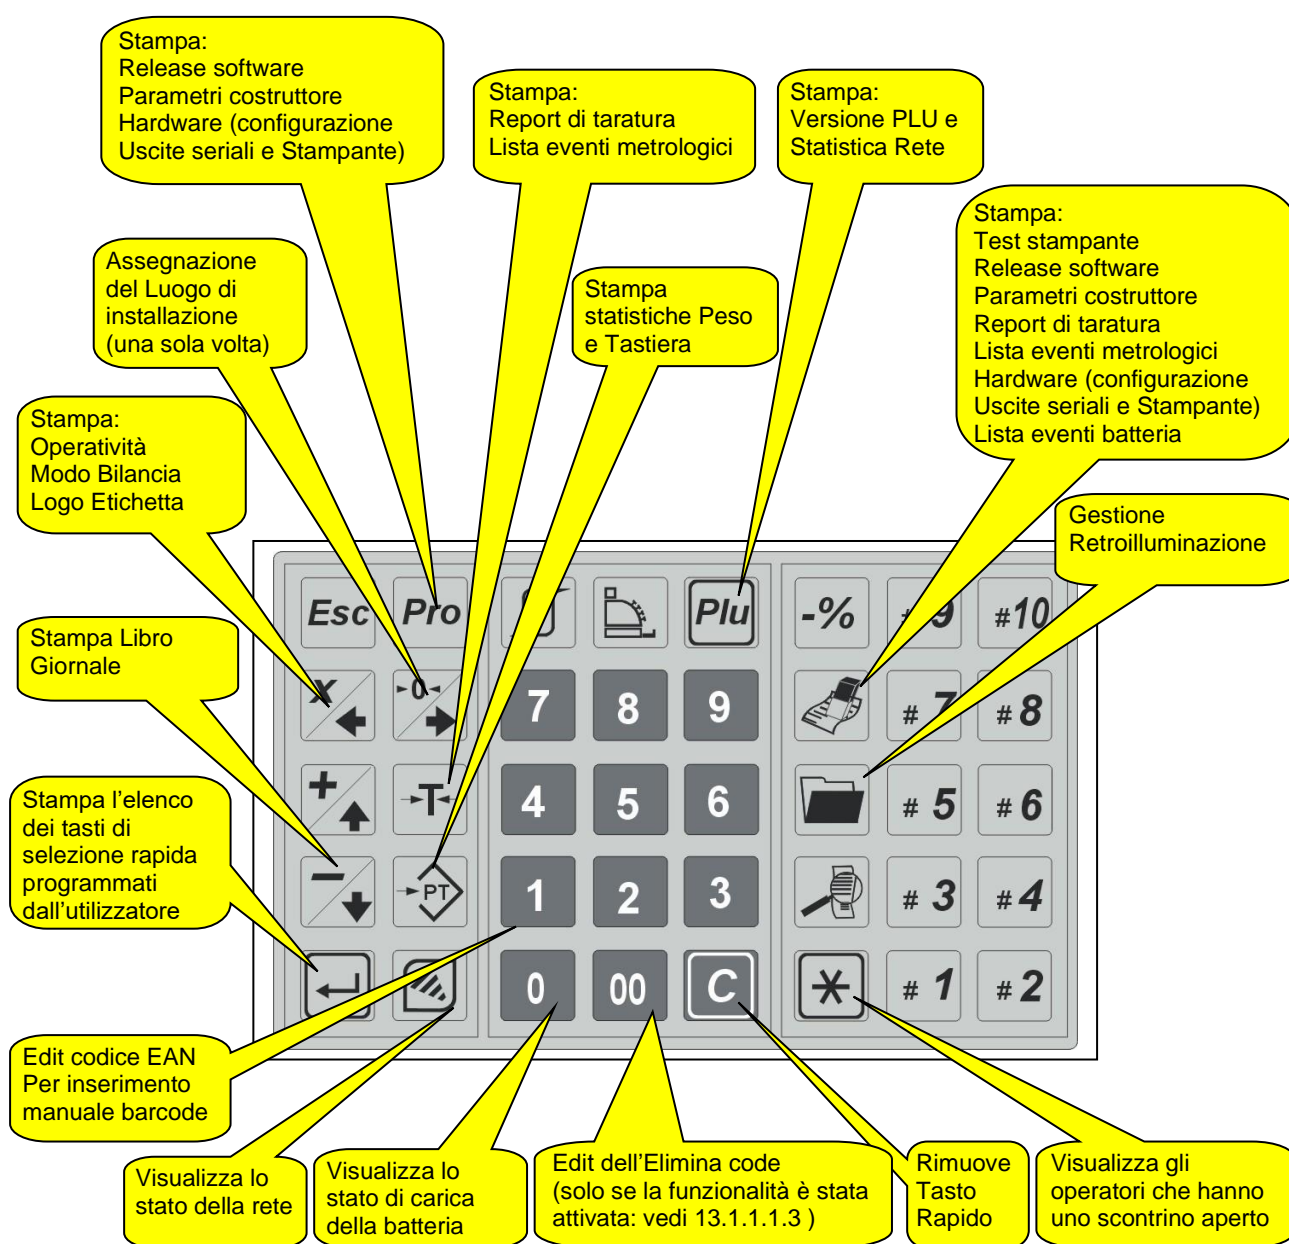 Stampa:
Release software
Parametri costruttore
Hardware (configurazione
Uscite seriali e Stampante)
Stampa:
Report di taratura
Lista eventi metrologici
Stampa:
Versione PLU e
Statistica Rete
Stampa:
Test stampante
Release software
Parametri costruttore
Report di taratura
Lista eventi metrologici
Hardware (configurazione
Uscite seriali e Stampante)
Lista eventi batteria
Assegnazione
del Luogo di
installazione
(una sola volta)
Stampa
statistiche Peso
e Tastiera
Stampa:
Operatività
Modo Bilancia
Logo Etichetta
Gestione
Retroilluminazione
Stampa Libro
Giornale
Stampa l'elenco
dei tasti di
selezione rapida
programmati
dall'utilizzatore
Esc Pro Plu -% #9 #10
x 0 7 8 9 #7 #8
+ T 4 5 6 #5 #6
- PT 1 2 3 #3 #4
0 00 C #1 #2
Edit codice EAN
Per inserimento
manuale barcode
Visualizza lo
stato della rete
Visualizza lo
stato di carica
della batteria
Edit dell'Elimina code
(solo se la funzionalità è stata
attivata: vedi 13.1.1.1.3 )
Rimuove
Tasto
Rapido
Visualizza gli
operatori che hanno
uno scontrino aperto